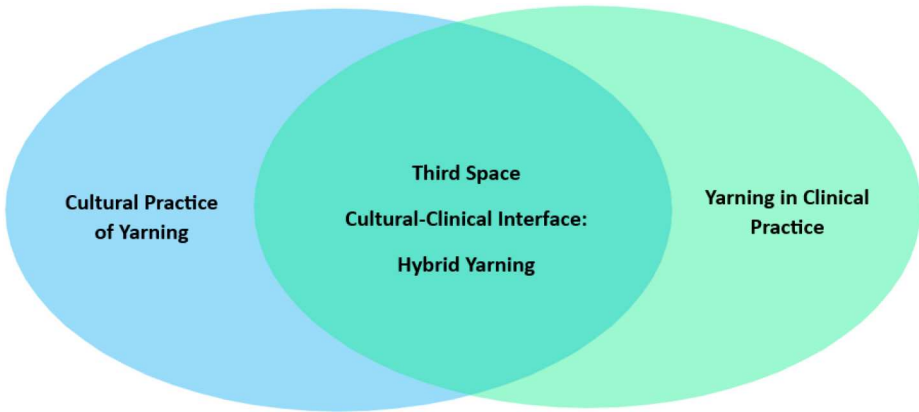 Cultural Practice
of Yarning
Third Space
Cultural-Clinical Interface:
Hybrid Yarning
Yarning in Clinical
Practice